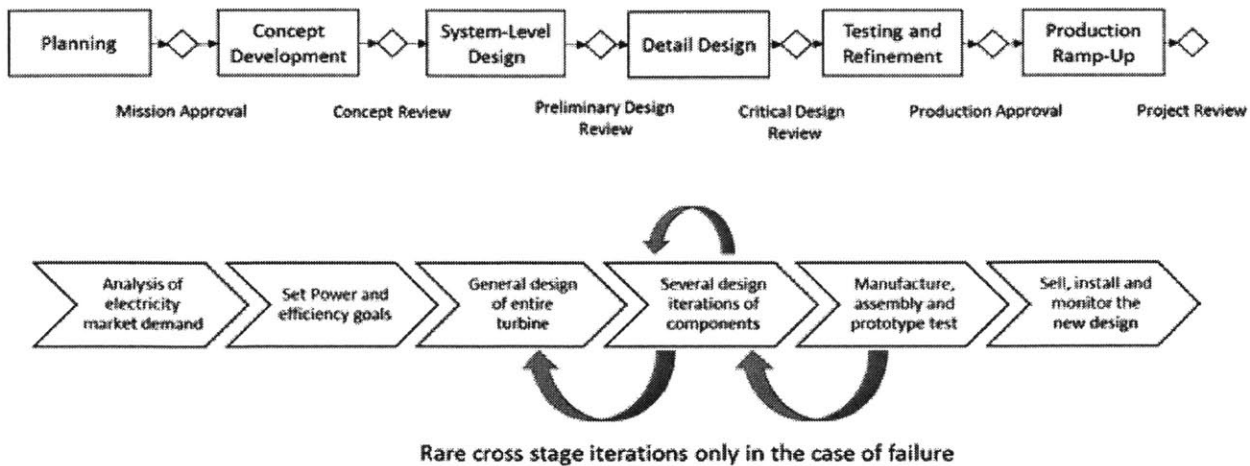 Planning
Concept
Development
System-Level
Design
Detail Design
Testing and
Refinement
Production
Ramp-Up
Mission Approval
Concept Review
Preliminary Design
Review
Critical Design
Review
Production Approval
Project Review
Analysis of
electricity
market demand
Set Power and
efficiency goals
General design
of entire
turbine
Several design
iterations of
components
Manufacture,
assembly and
prototype test
Sell, install and
monitor the
new design
Rare cross stage iterations only in the case of failure